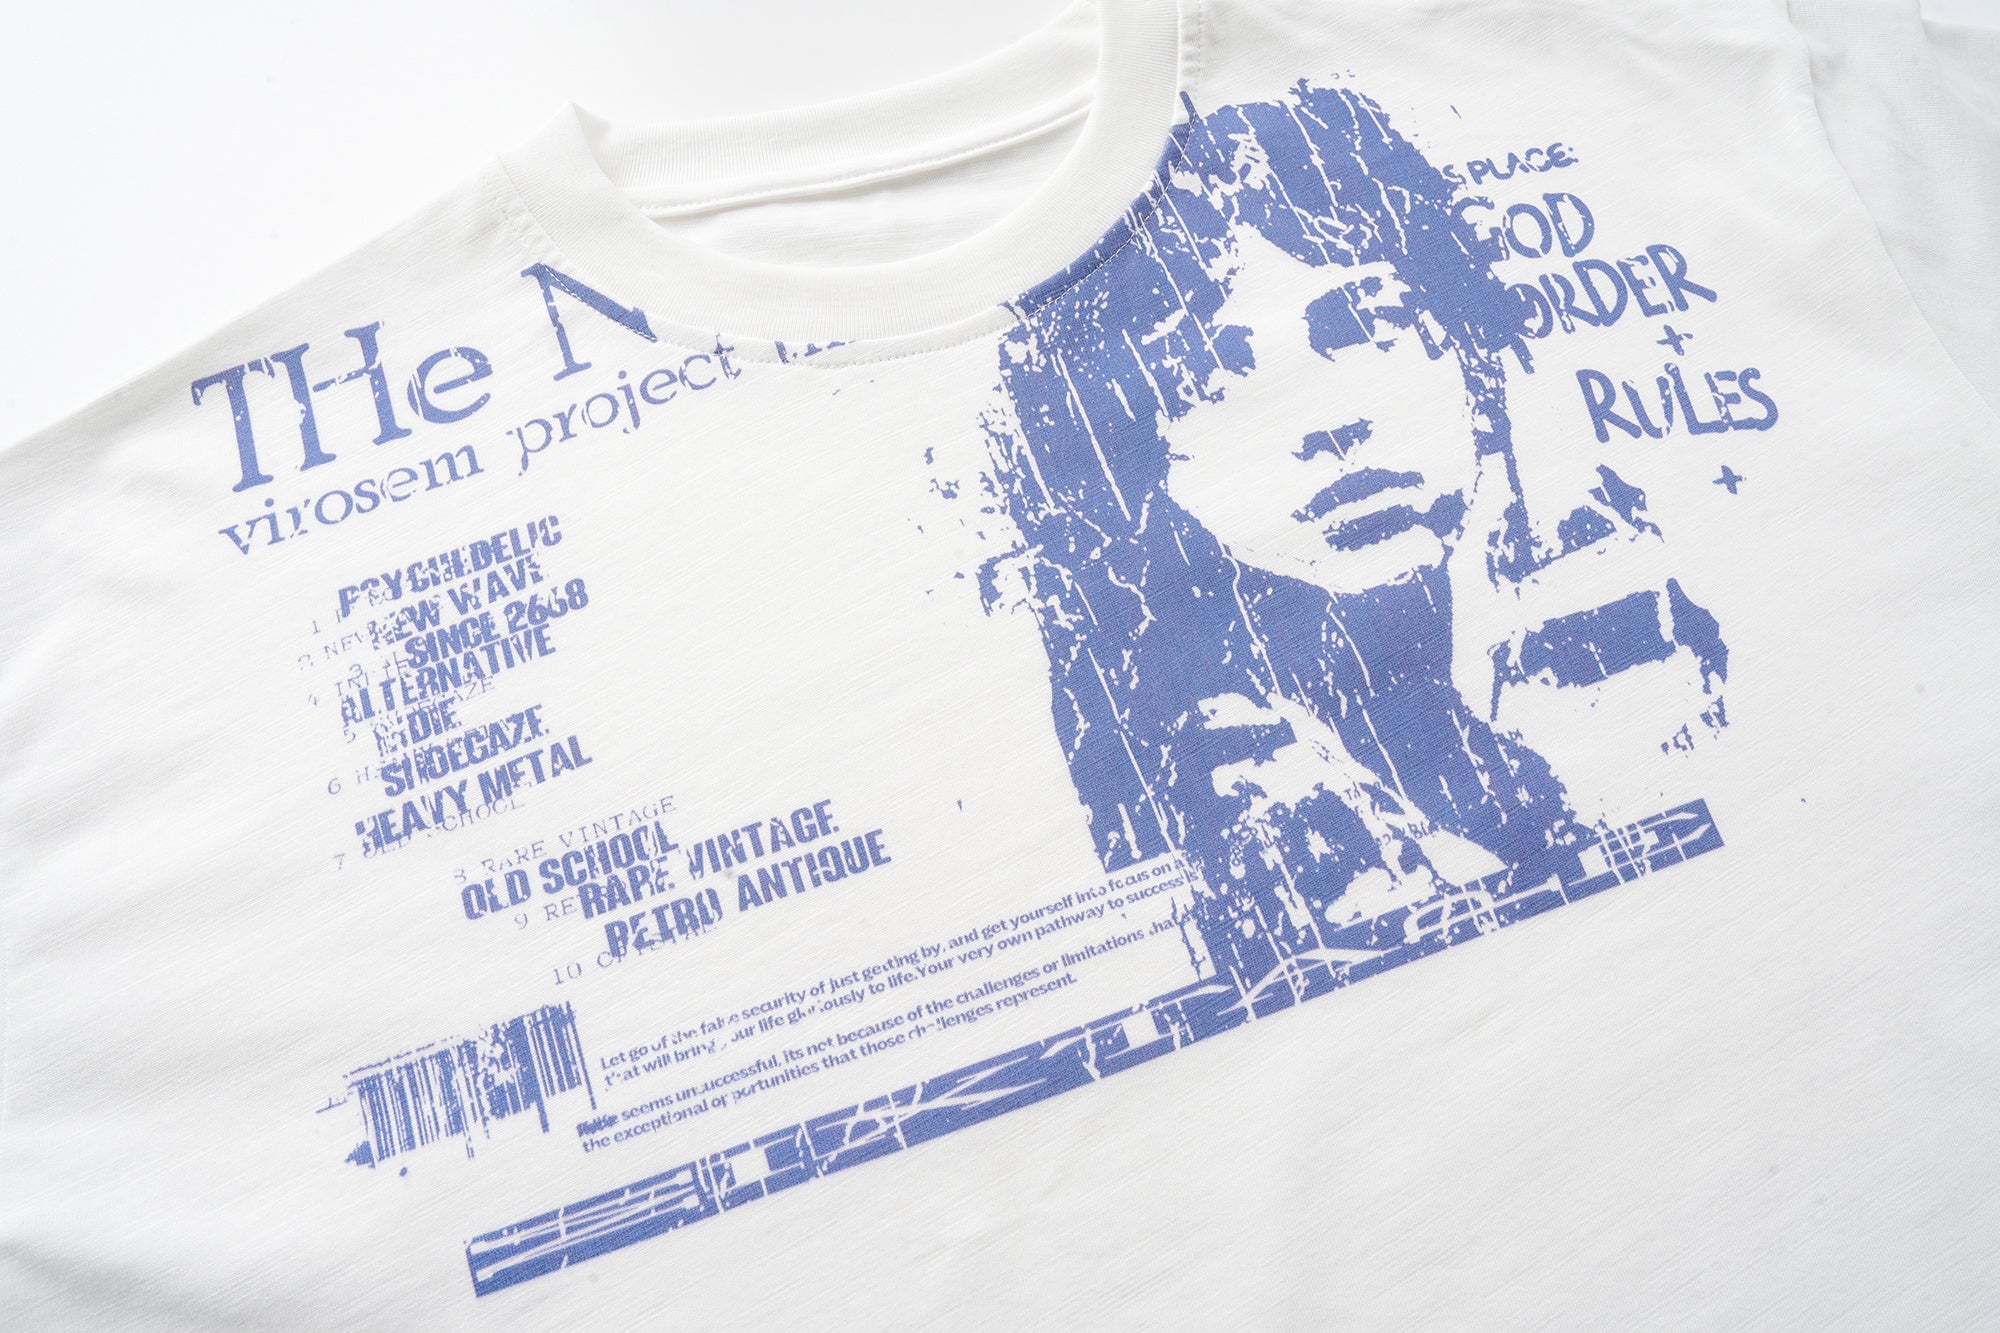 THe N
virosem project
PSYCHEDELIC
NEW WAVE
SINCE 2668
ALTERNATIVE
INDIE
SHOEGAZE
HEAVY METAL
8 RARE VINTAGE
OLD SCHOOL
RARE VINTAGE
RETRO ANTIQUE
Let go of the false security of just getting by, and get yourself into focus on a
that will bring your life gloriously to life. Your very own pathway to success is
seems unsuccessful, its not because of the challenges or limitations that
the exceptional opportunities that those challenges represent.
S PLACE:
GOD
ORDER
+
RULES
+